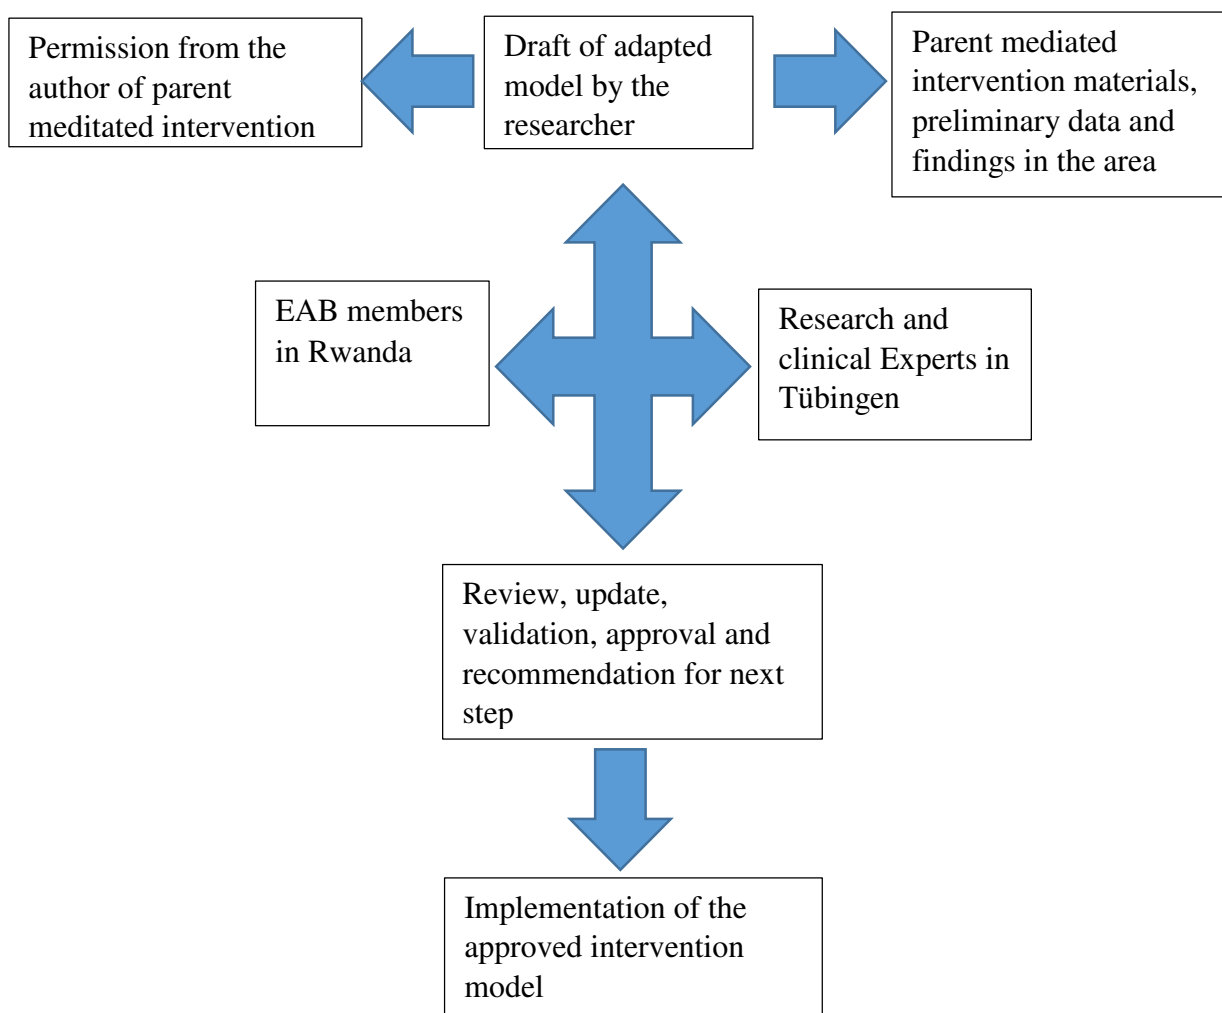 Permission from the
author of parent
meditated intervention
Draft of adapted
model by the
researcher
Parent mediated
intervention materials,
preliminary data and
findings in the area
EAB members
in Rwanda
Research and
clinical Experts in
Tübingen
Review, update,
validation, approval and
recommendation for next
step
Implementation of the
approved intervention
model